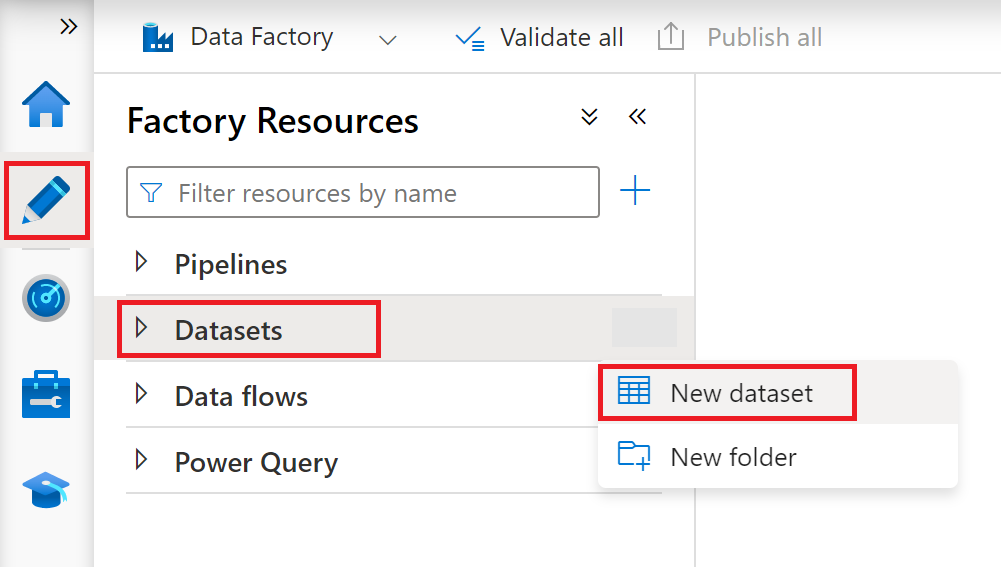 Data Factory
Validate all
Publish all
Factory Resources
Filter resources by name
Pipelines
Datasets
New dataset
Data flows
New folder
Power Query